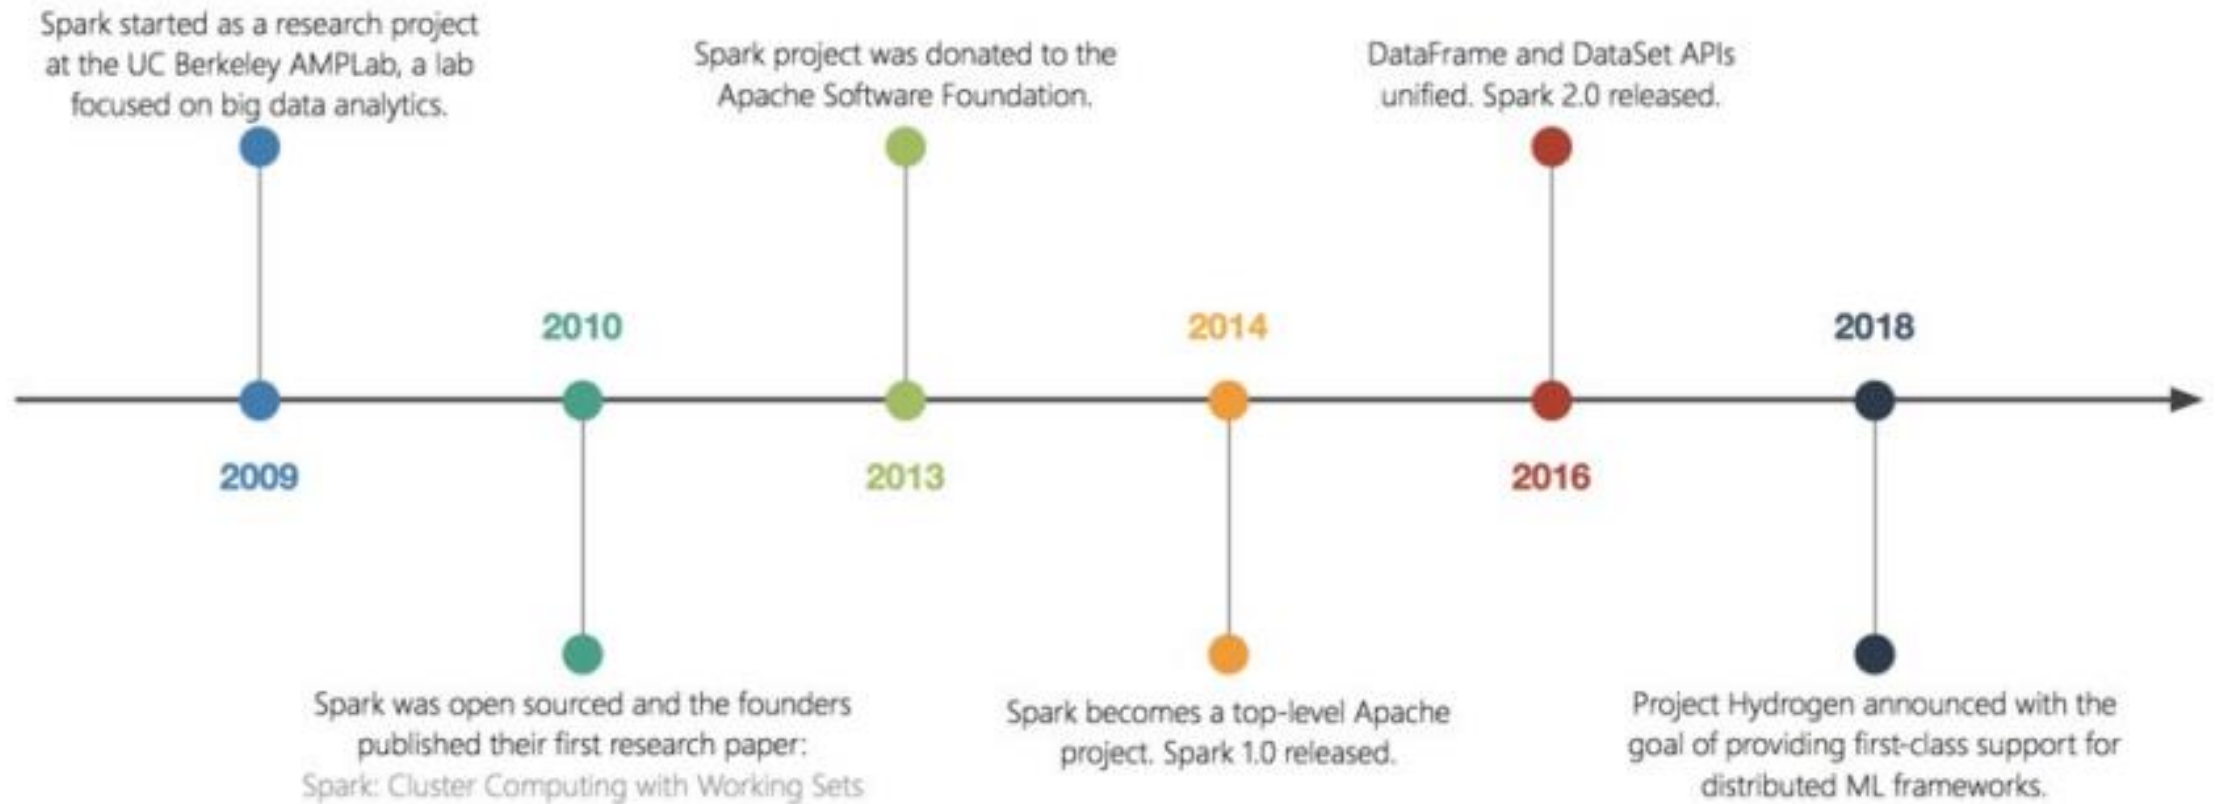 Spark started as a research project
at the UC Berkeley AMPLab, a lab
focused on big data analytics.
2009
2010
Spark was open sourced and the founders
published their first research paper:
Spark: Cluster Computing with Working Sets
Spark project was donated to the
Apache Software Foundation.
2013
2014
Spark becomes a top-level Apache
project. Spark 1.0 released.
DataFrame and DataSet APIs
unified. Spark 2.0 released.
2016
2018
Project Hydrogen announced with the
goal of providing first-class support for
distributed ML frameworks.